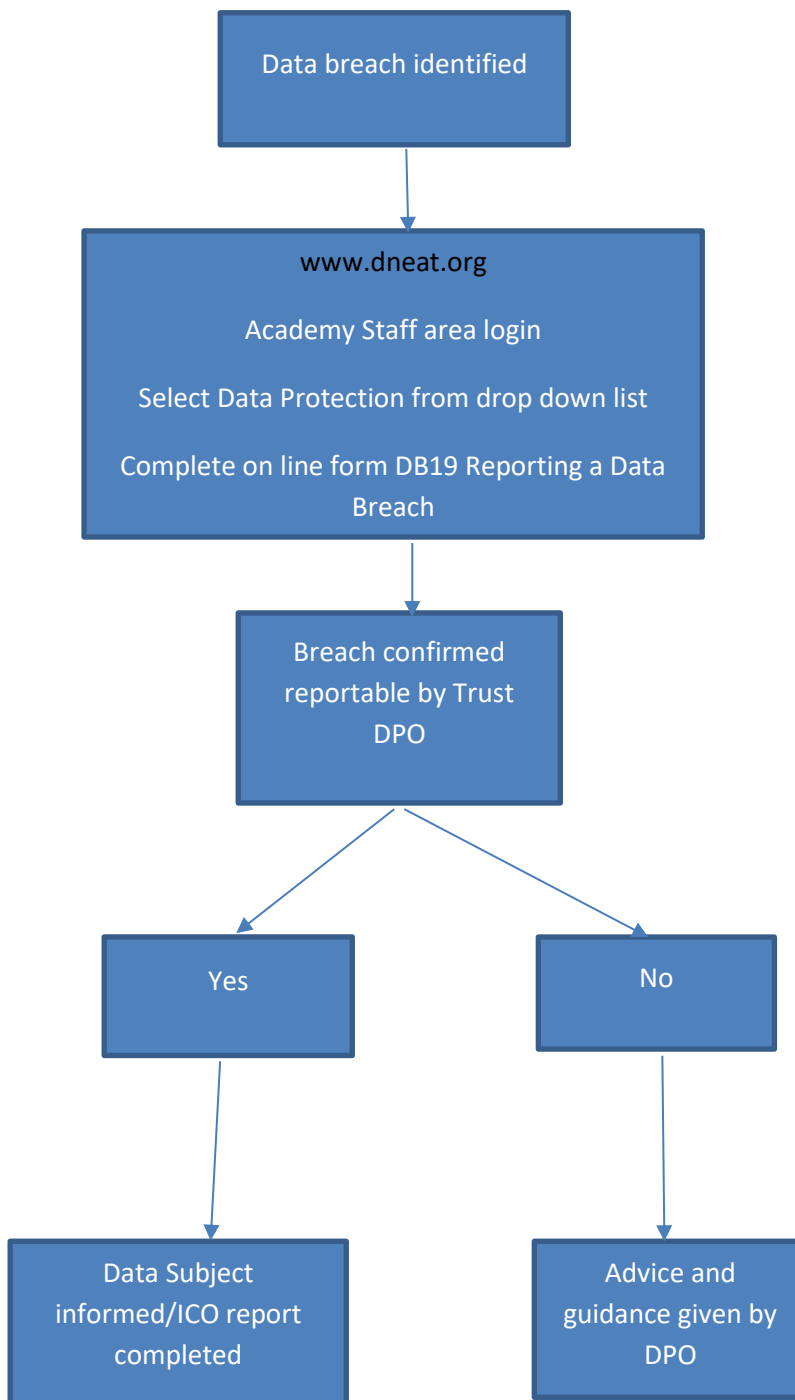 Data breach identified
www.dneat.org
Academy Staff area login
Select Data Protection from drop down list
Complete on line form DB19 Reporting a Data
Breach
Breach confirmed
reportable by Trust
DPO
Yes
No
Data Subject
informed/ICO report
completed
Advice and
guidance given by
DPO